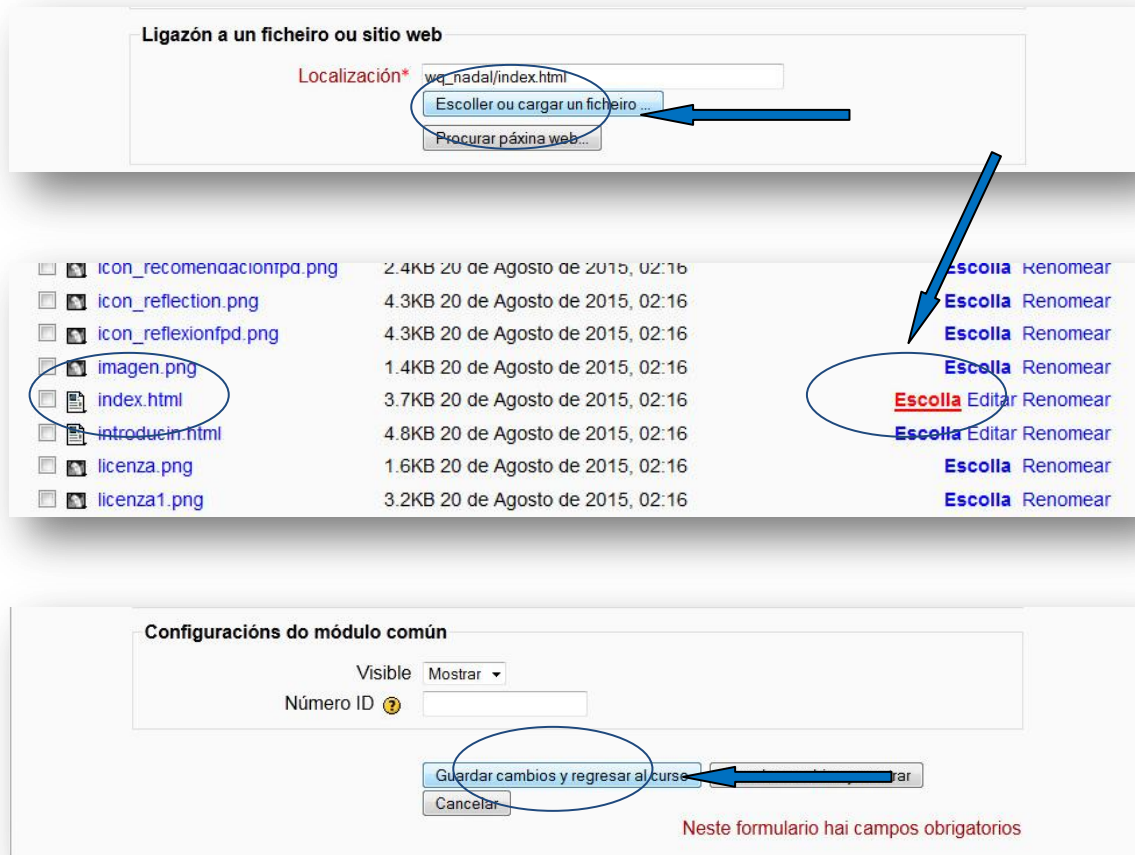 Ligazón a un ficheiro ou sitio web
Localización* wq_nadal/index.html
Escoller ou cargar un ficheiro ...
Procurar páxina web...
icon_recomendacionfpd.png 2.4KB 20 de Agosto de 2015, 02:16 Escolla Renomear
icon_reflection.png 4.3KB 20 de Agosto de 2015, 02:16 Escolla Renomear
icon_reflexionfpd.png 4.3KB 20 de Agosto de 2015, 02:16 Escolla Renomear
imagen.png 1.4KB 20 de Agosto de 2015, 02:16 Escolla Renomear
index.html 3.7KB 20 de Agosto de 2015, 02:16 Escolla Editar Renomear
introducin.html 4.8KB 20 de Agosto de 2015, 02:16 Escolla Editar Renomear
licenza.png 1.6KB 20 de Agosto de 2015, 02:16 Escolla Renomear
licenza1.png 3.2KB 20 de Agosto de 2015, 02:16 Escolla Renomear
Configuracións do módulo común
Visible Mostrar
Número ID
Guardar cambios y regresar al curso
Cancelar
Neste formulario hai campos obrigatorios